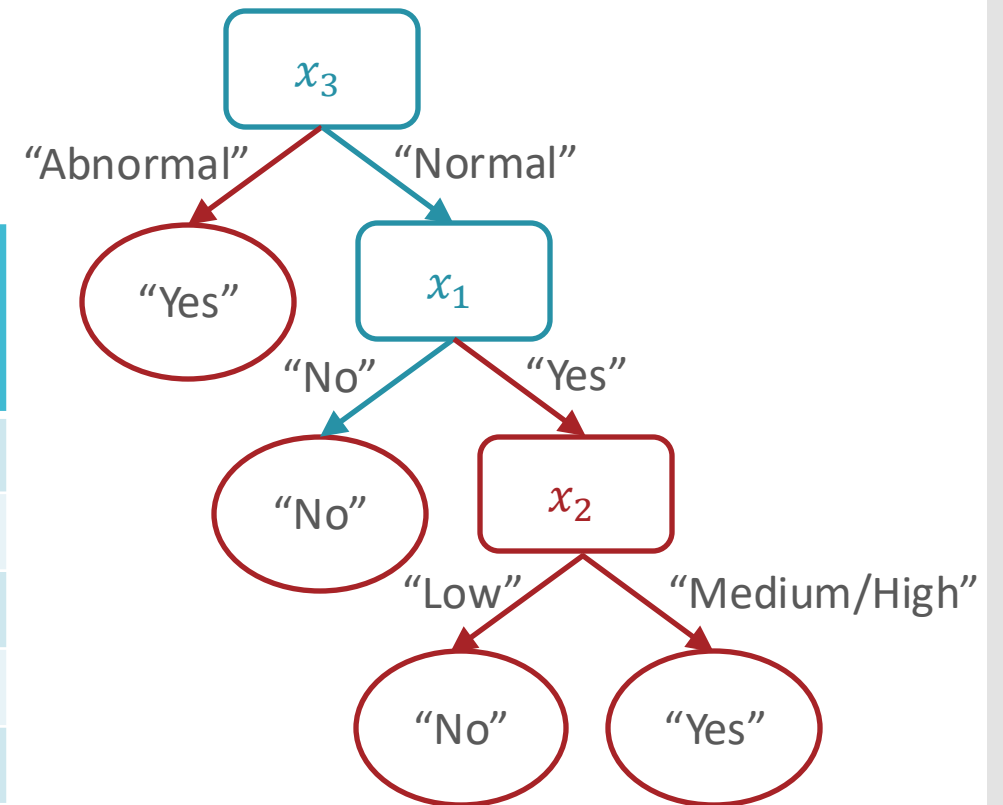 x₃
“Abnormal” “Normal”
“Yes” x₁
“No” “Yes”
“No” x₂
“Low” “Medium/High”
“No” “Yes”